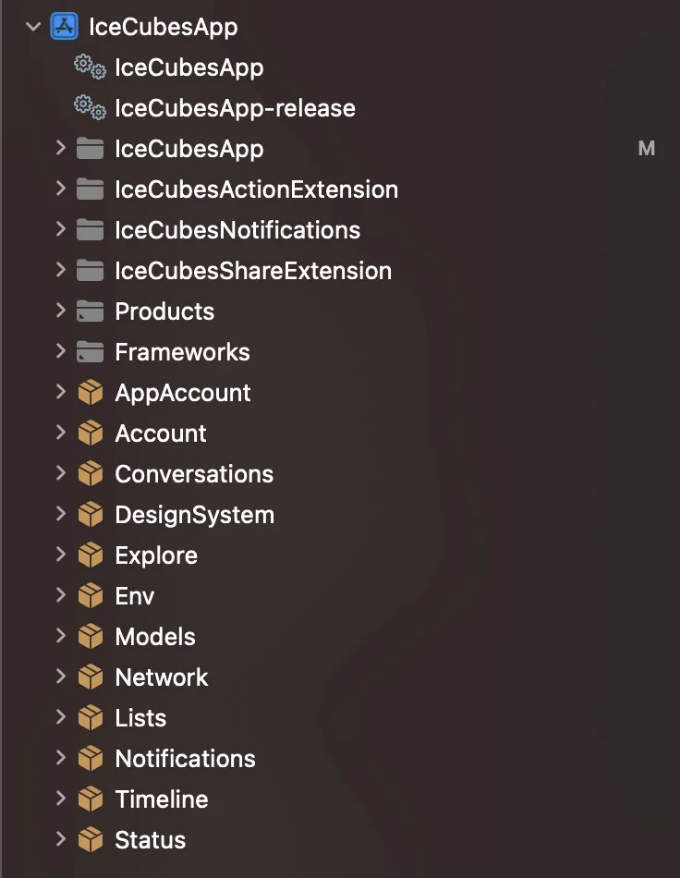 IceCubesApp
IceCubesApp
IceCubesApp-release
IceCubesApp M
IceCubesActionExtension
IceCubesNotifications
IceCubesShareExtension
Products
Frameworks
AppAccount
Account
Conversations
DesignSystem
Explore
Env
Models
Network
Lists
Notifications
Timeline
Status